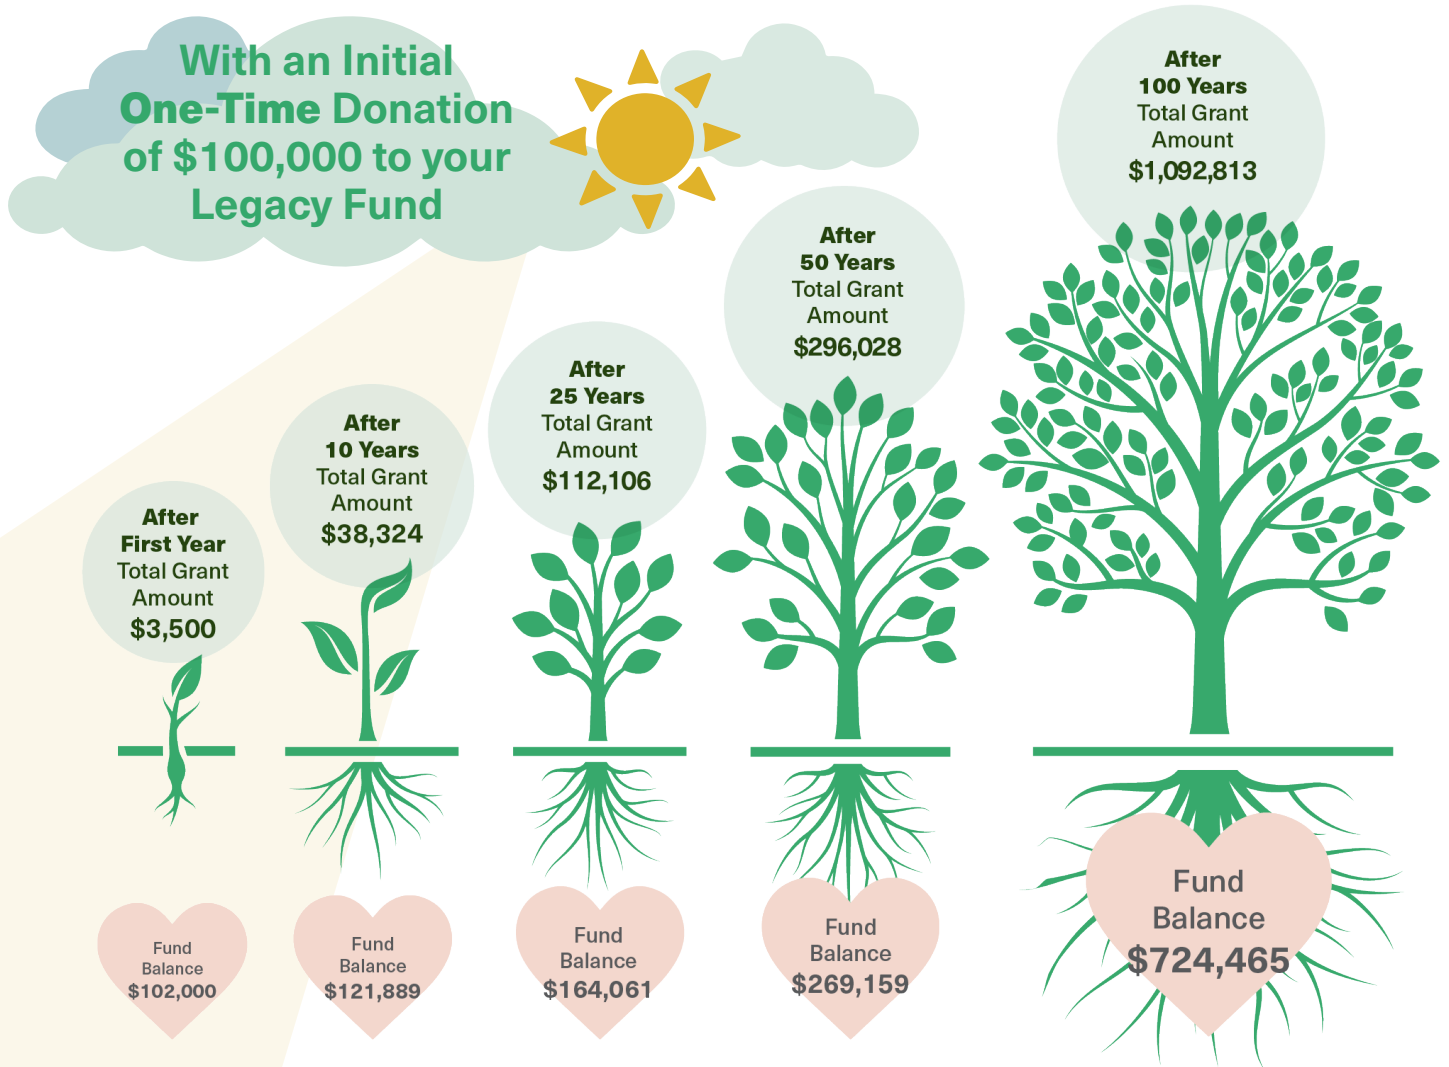 With an Initial
One-Time Donation
of $100,000 to your
Legacy Fund
After
First Year
Total Grant
Amount
$3,500
After
10 Years
Total Grant
Amount
$38,324
After
25 Years
Total Grant
Amount
$112,106
After
50 Years
Total Grant
Amount
$296,028
After
100 Years
Total Grant
Amount
$1,092,813
Fund
Balance
$102,000
Fund
Balance
$121,889
Fund
Balance
$164,061
Fund
Balance
$269,159
Fund
Balance
$724,465